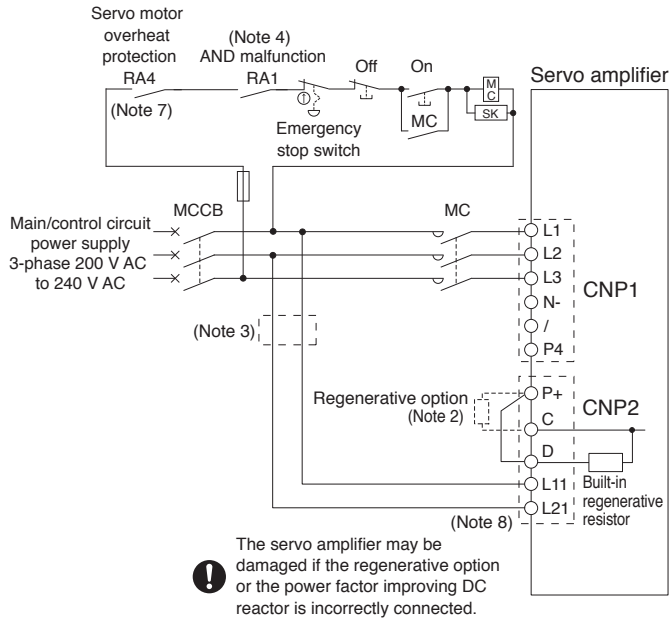 Servo motor
overheat
protection
RA4
(Note 7)
(Note 4)
AND malfunction
RA1
Off
On
MC
M
C
SK
Emergency
stop switch
Servo amplifier
MCCB
MC
Main/control circuit
power supply
3-phase 200 V AC
to 240 V AC
L1
L2
L3
N-
/
P4
CNP1
(Note 3)
Regenerative option
(Note 2)
P+
C
D
L11
L21
CNP2
Built-in
regenerative
resistor
(Note 8)
The servo amplifier may be
damaged if the regenerative option
or the power factor improving DC
reactor is incorrectly connected.